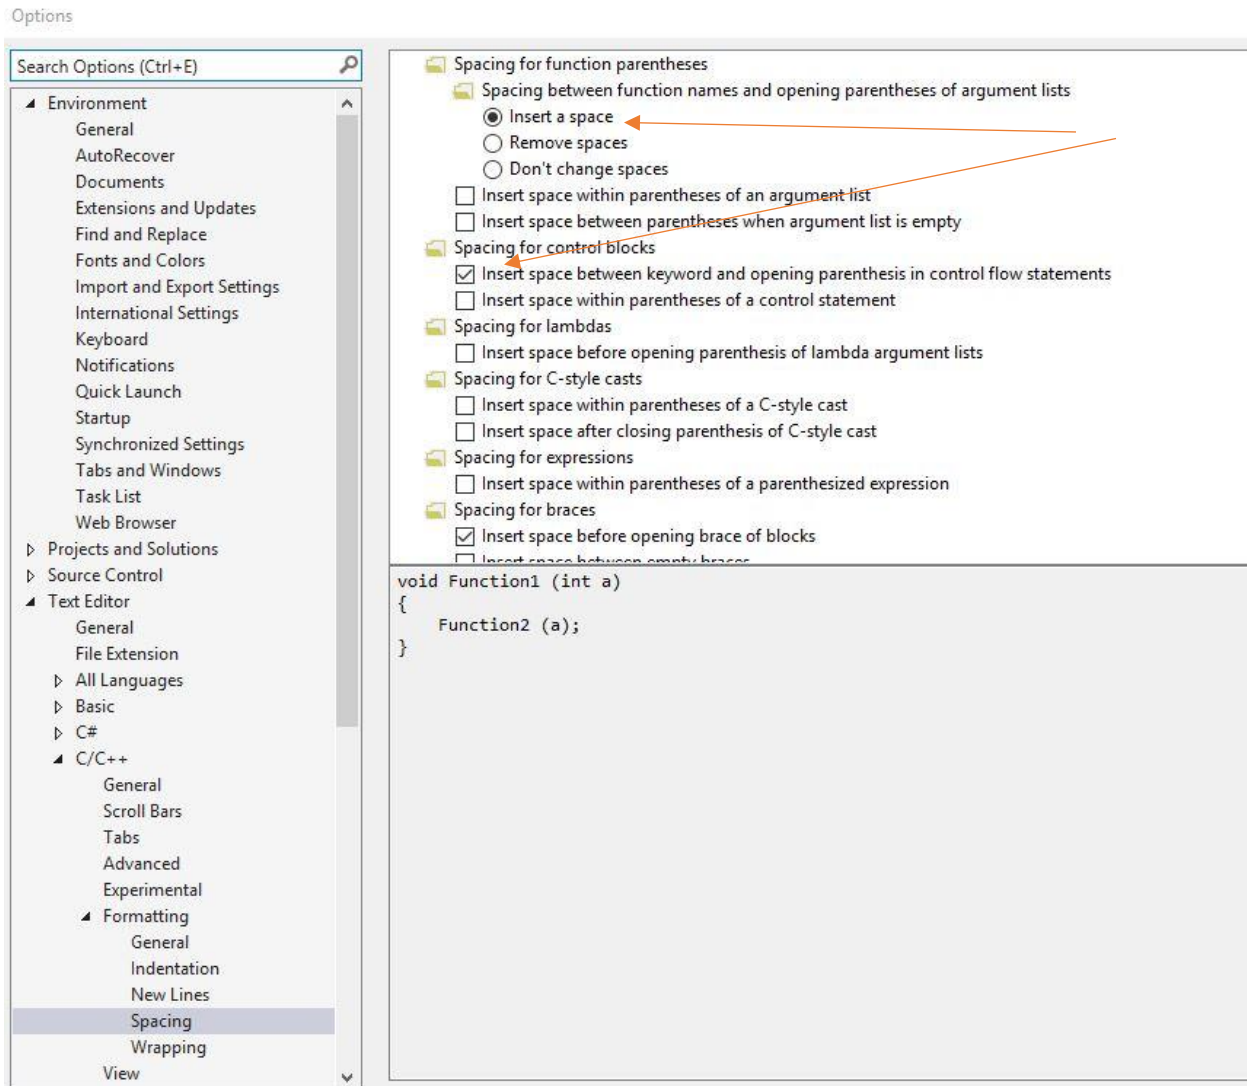 Options
Search Options (Ctrl+E)
Environment
General
AutoRecover
Documents
Extensions and Updates
Find and Replace
Fonts and Colors
Import and Export Settings
International Settings
Keyboard
Notifications
Quick Launch
Startup
Synchronized Settings
Tabs and Windows
Task List
Web Browser
Projects and Solutions
Source Control
Text Editor
General
File Extension
All Languages
Basic
C#
C/C++
General
Scroll Bars
Tabs
Advanced
Experimental
Formatting
General
Indentation
New Lines
Spacing
Wrapping
View
Spacing for function parentheses
Spacing between function names and opening parentheses of argument lists
Insert a space
Remove spaces
Don't change spaces
Insert space within parentheses of an argument list
Insert space between parentheses when argument list is empty
Spacing for control blocks
Insert space between keyword and opening parenthesis in control flow statements
Insert space within parentheses of a control statement
Spacing for lambdas
Insert space before opening parenthesis of lambda argument lists
Spacing for C-style casts
Insert space within parentheses of a C-style cast
Insert space after closing parenthesis of C-style cast
Spacing for expressions
Insert space within parentheses of a parenthesized expression
Spacing for braces
Insert space before opening brace of blocks
Insert space between empty braces
void Function1 (int a)
{
    Function2 (a);
}